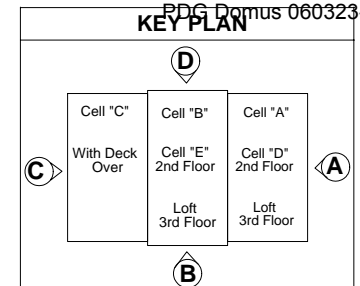 PDG Domus 060323
KEY PLAN
D
Cell "C"
With Deck
Over
Cell "B"
Cell "E"
2nd Floor
Loft
3rd Floor
Cell "A"
Cell "D"
2nd Floor
Loft
3rd Floor
C
A
B